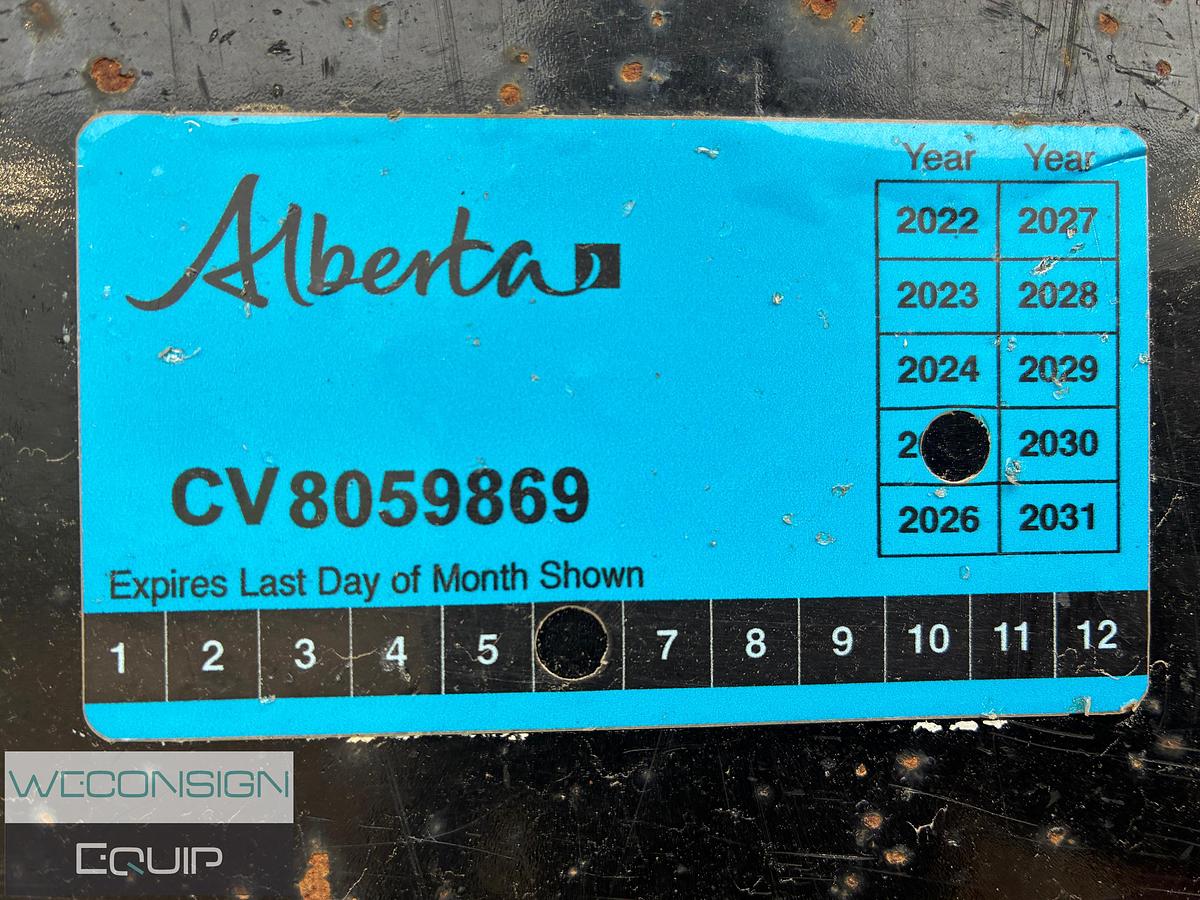 Alberta
Year Year
2022 2027
2023 2028
2024 2029
2030
2026 2031
CV8059869
Expires Last Day of Month Shown
1 2 3 4 5 7 8 9 10 11 12
WECONSIGN
EQUIP